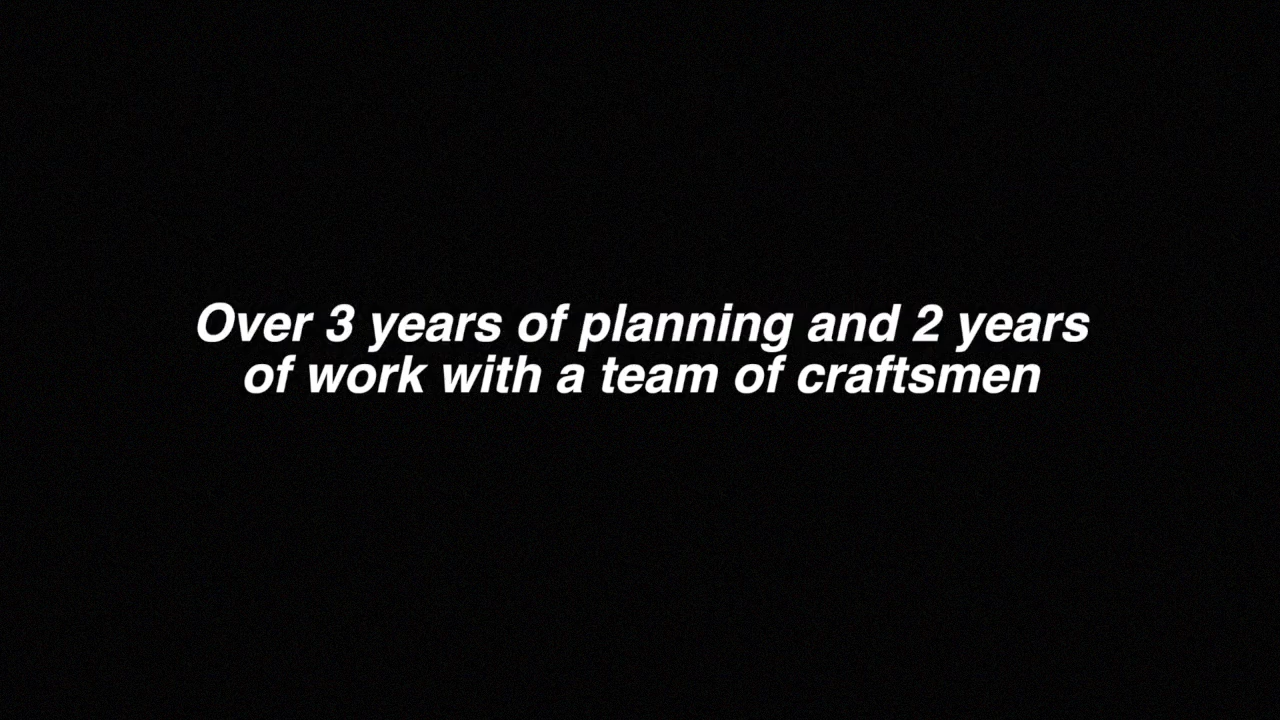 Over 3 years of planning and 2 years
of work with a team of craftsmen